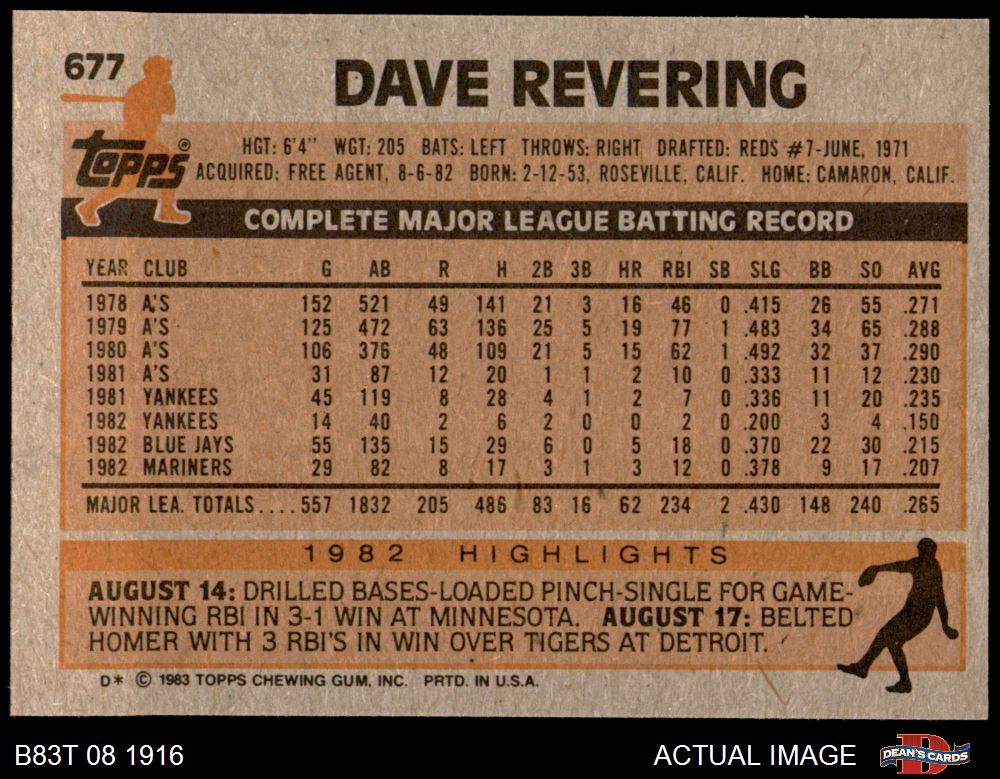 677
DAVE REVERING
Topps®
HGT: 6'4" WGT: 205 BATS: LEFT THROWS: RIGHT DRAFTED: REDS #7-JUNE, 1971
ACQUIRED: FREE AGENT, 8-6-82 BORN: 2-12-53, ROSEVILLE, CALIF. HOME: CAMARON, CALIF.
COMPLETE MAJOR LEAGUE BATTING RECORD
YEAR CLUB G AB R H 2B 3B HR RBI SB SLG BB SO AVG
1978 A'S 152 521 49 141 21 3 16 46 0 .415 26 55 .271
1979 A'S 125 472 63 136 25 5 19 77 1 .483 34 65 .288
1980 A'S 106 376 48 109 21 5 15 62 1 .492 32 37 .290
1981 A'S 31 87 12 20 1 1 2 10 0 .333 11 12 .230
1981 YANKEES 45 119 8 28 4 1 2 7 0 .336 11 20 .235
1982 YANKEES 14 40 2 6 2 0 0 2 0 .200 3 4 .150
1982 BLUE JAYS 55 135 15 29 6 0 5 18 0 .370 22 30 .215
1982 MARINERS 29 82 8 17 3 1 3 12 0 .378 9 17 .207
MAJOR LEA. TOTALS....557 1832 205 486 83 16 62 234 2 .430 148 240 .265
1982 HIGHLIGHTS
AUGUST 14: DRILLED BASES-LOADED PINCH-SINGLE FOR GAME-
WINNING RBI IN 3-1 WIN AT MINNESOTA. AUGUST 17: BELTED
HOMER WITH 3 RBI'S IN WIN OVER TIGERS AT DETROIT.
D* © 1983 TOPPS CHEWING GUM, INC. PRTD. IN U.S.A.
B83T 08 1916
ACTUAL IMAGE
D
DEAN'S CARDS